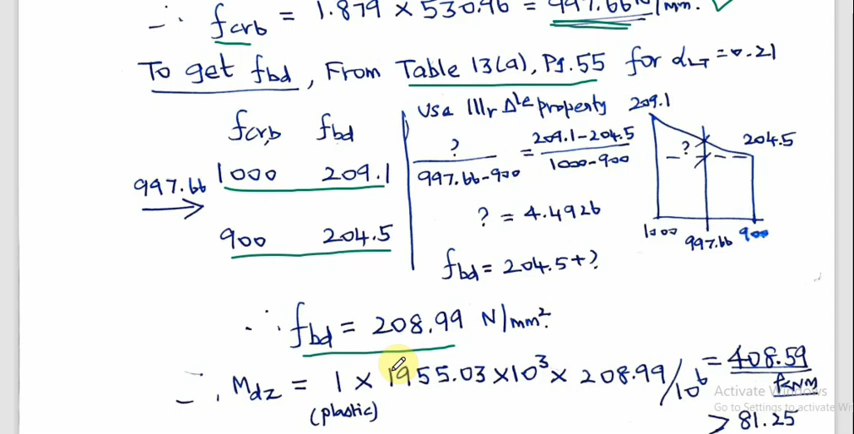 ∴ fcrb = 1.879 × 530.96 = 997.66 N/mm² ✓
To get fbd, From Table 13(a), Pg.55 for αLT = 0.21
fcr,b fbd
997.66 → 1000 209.1
900 204.5
Use lllr Δle property
?/(997.66-900) = (209.1-204.5)/(1000-900)
? = 4.4926
fbd = 204.5+?
209.1
204.5
?
1000 997.66 900
∴ fbd = 208.99 N/mm².
∴ Mdz = 1 × 1955.03 ×10³ × 208.99/10⁶ = 408.59 kNM
(plastic)
> 81.25
Activate Windows
Go to Settings to activate Wi